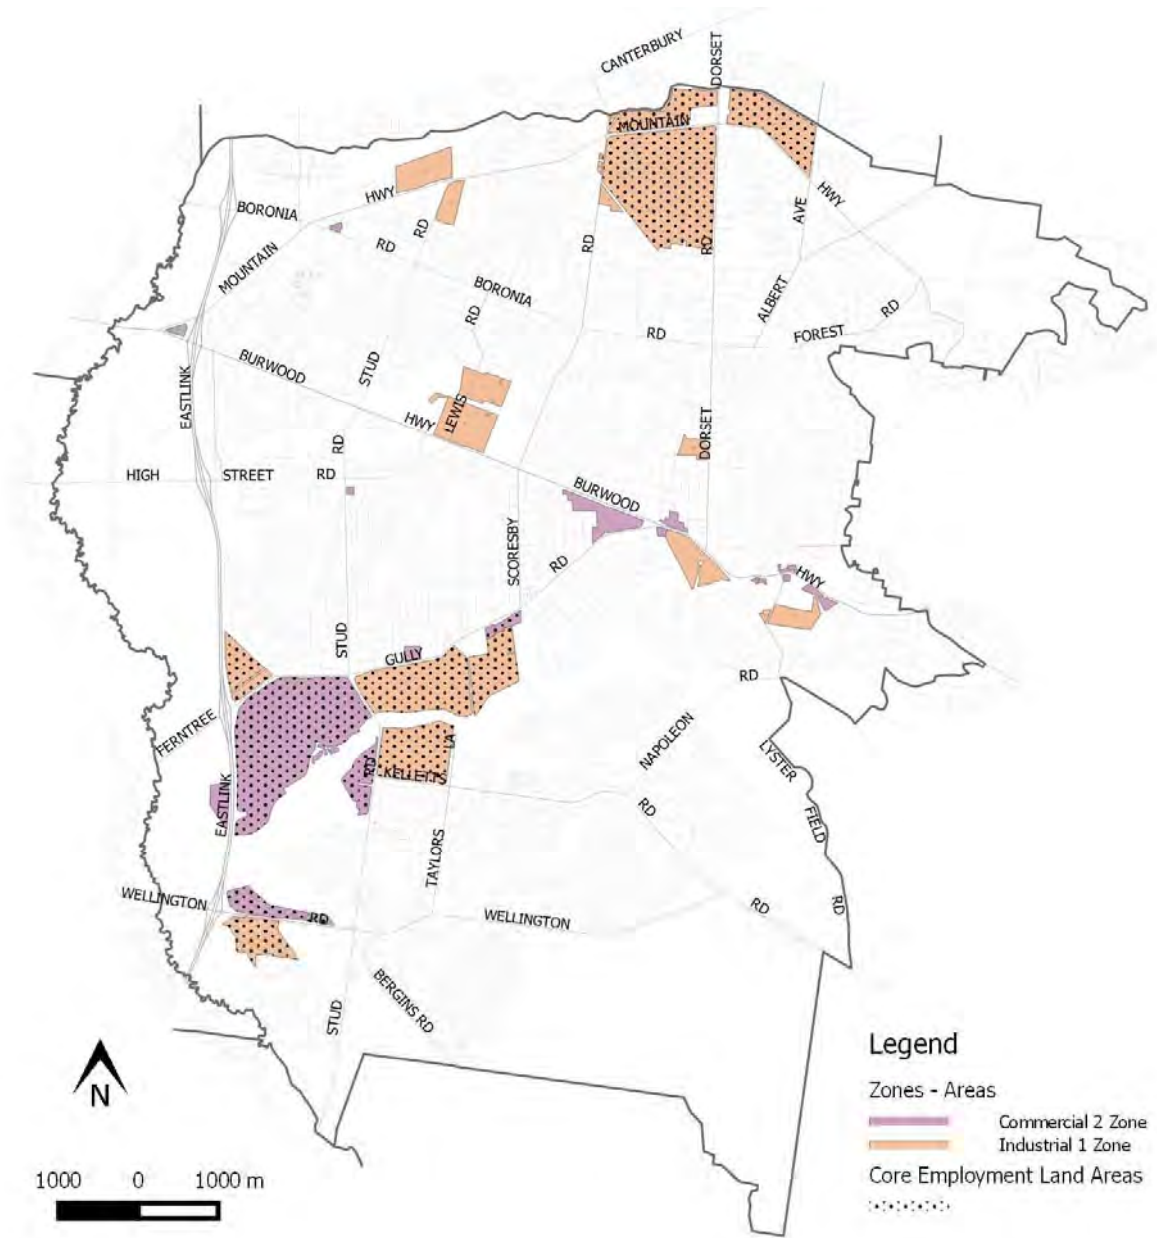 CANTERBURY
DORSET
MOUNTAIN
HWY
BORONIA
RD
HWY
AVE
RD
RD
RD
MOUNTAIN
BORONIA
ALBERT
RD
RD
FOREST
RD
STUD
BURWOOD
EASTLINK
LEWIS
HWY
DORSET
RD
HIGH
STREET
RD
BURWOOD
SCORESBY
RD
HWY
STUD
GULLY
RD
FERNTREE
NAPOLEON
LYSTER
LA
RD
KELLETTS
EASTLINK
RD
FIELD
TAYLORS
WELLINGTON
RD
WELLINGTON
RD
RD
BERGINS RD
STUD
N
1000 0 1000 m
Legend
Zones - Areas
Commercial 2 Zone
Industrial 1 Zone
Core Employment Land Areas